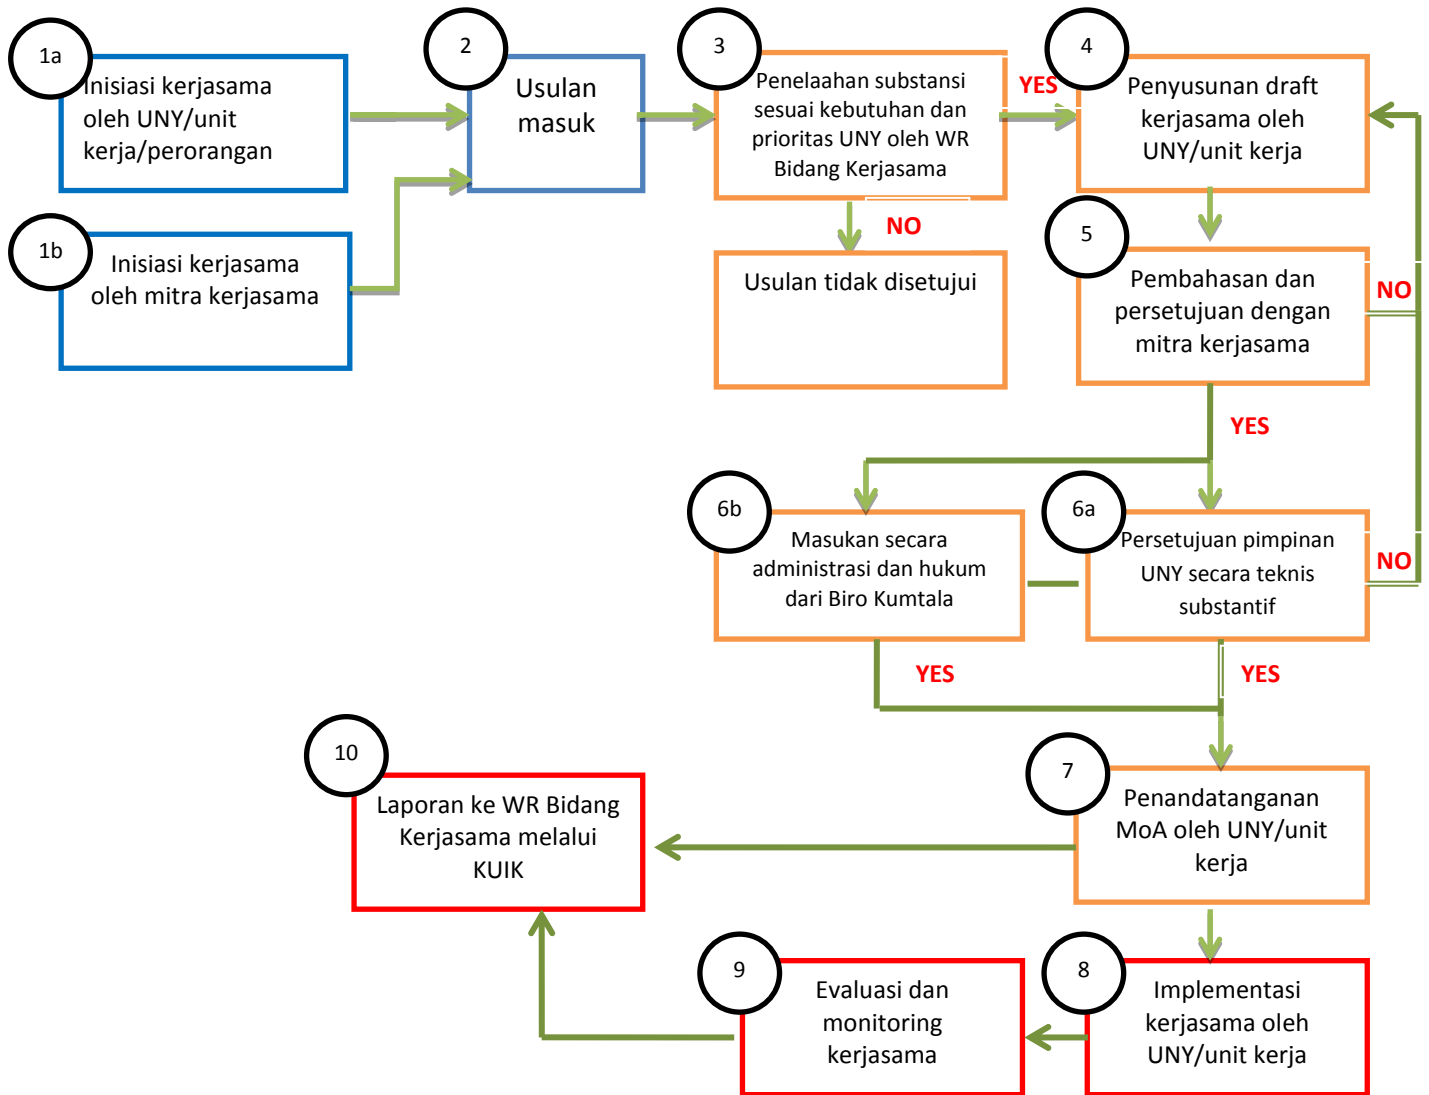 1a
Inisiasi kerjasama
oleh UNY/unit
kerja/perorangan
1b
Inisiasi kerjasama
oleh mitra kerjasama
2
Usulan
masuk
3
Penelaahan substansi
sesuai kebutuhan dan
prioritas UNY oleh WR
Bidang Kerjasama
YES
NO
Usulan tidak disetujui
4
Penyusunan draft
kerjasama oleh
UNY/unit kerja
5
Pembahasan dan
persetujuan dengan
mitra kerjasama
NO
YES
6b
Masukan secara
administrasi dan hukum
dari Biro Kumtala
YES
6a
Persetujuan pimpinan
UNY secara teknis
substantif
NO
YES
7
Penandatanganan
MoA oleh UNY/unit
kerja
8
Implementasi
kerjasama oleh
UNY/unit kerja
9
Evaluasi dan
monitoring
kerjasama
10
Laporan ke WR Bidang
Kerjasama melalui
KUIK